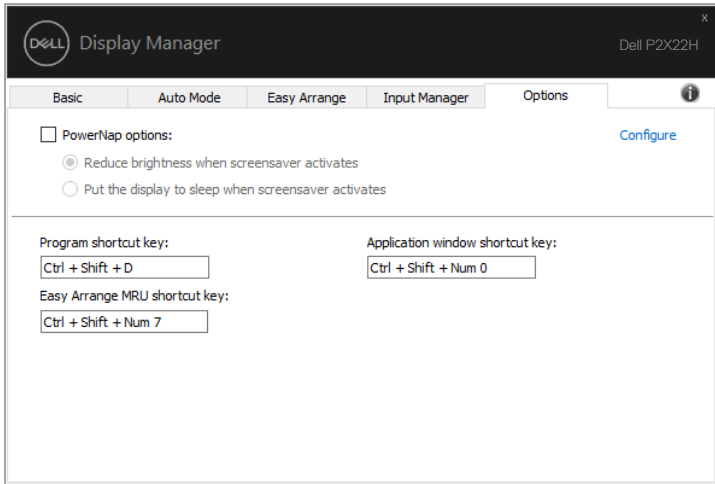 DELL Display Manager
x
Dell P2X22H
Basic Auto Mode Easy Arrange Input Manager Options i
PowerNap options: Configure
Reduce brightness when screensaver activates
Put the display to sleep when screensaver activates
Program shortcut key: Application window shortcut key:
Ctrl + Shift + D Ctrl + Shift + Num 0
Easy Arrange MRU shortcut key:
Ctrl + Shift + Num 7